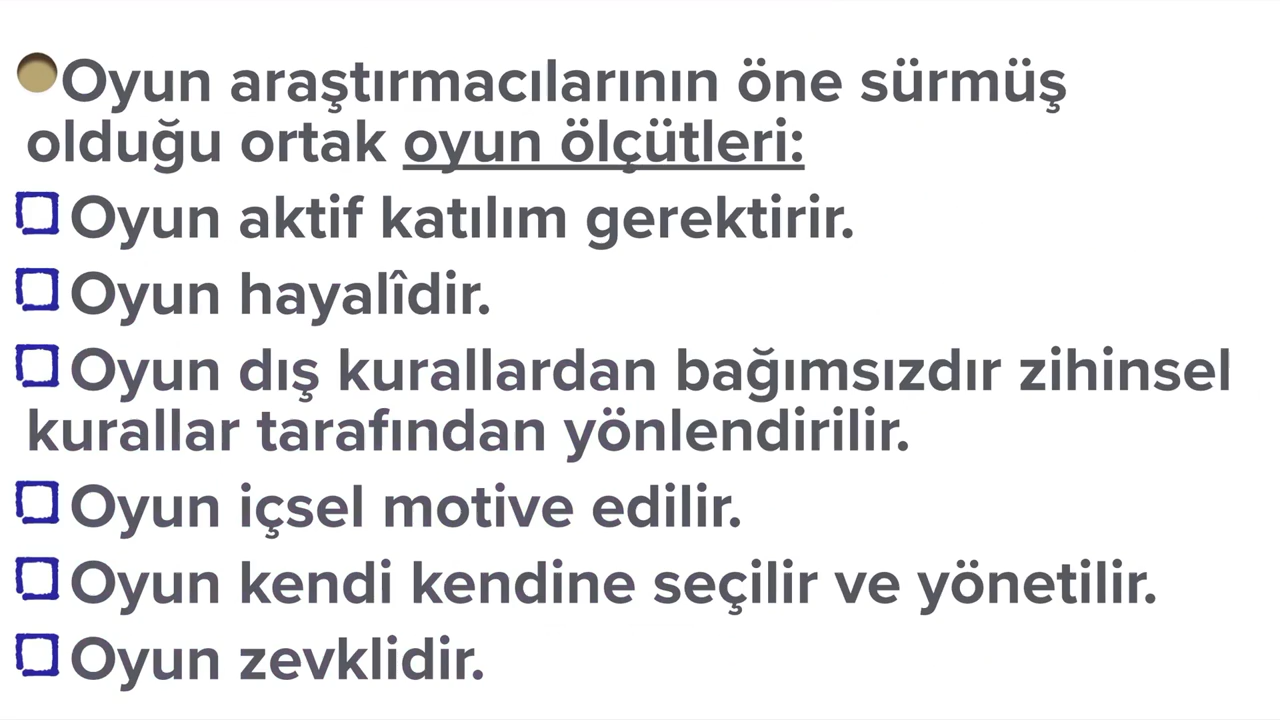 Oyun araştırmacılarının öne sürmüş
olduğu ortak oyun ölçütleri:
Oyun aktif katılım gerektirir.
Oyun hayalîdir.
Oyun dış kurallardan bağımsızdır zihinsel
kurallar tarafından yönlendirilir.
Oyun içsel motive edilir.
Oyun kendi kendine seçilir ve yönetilir.
Oyun zevklidir.